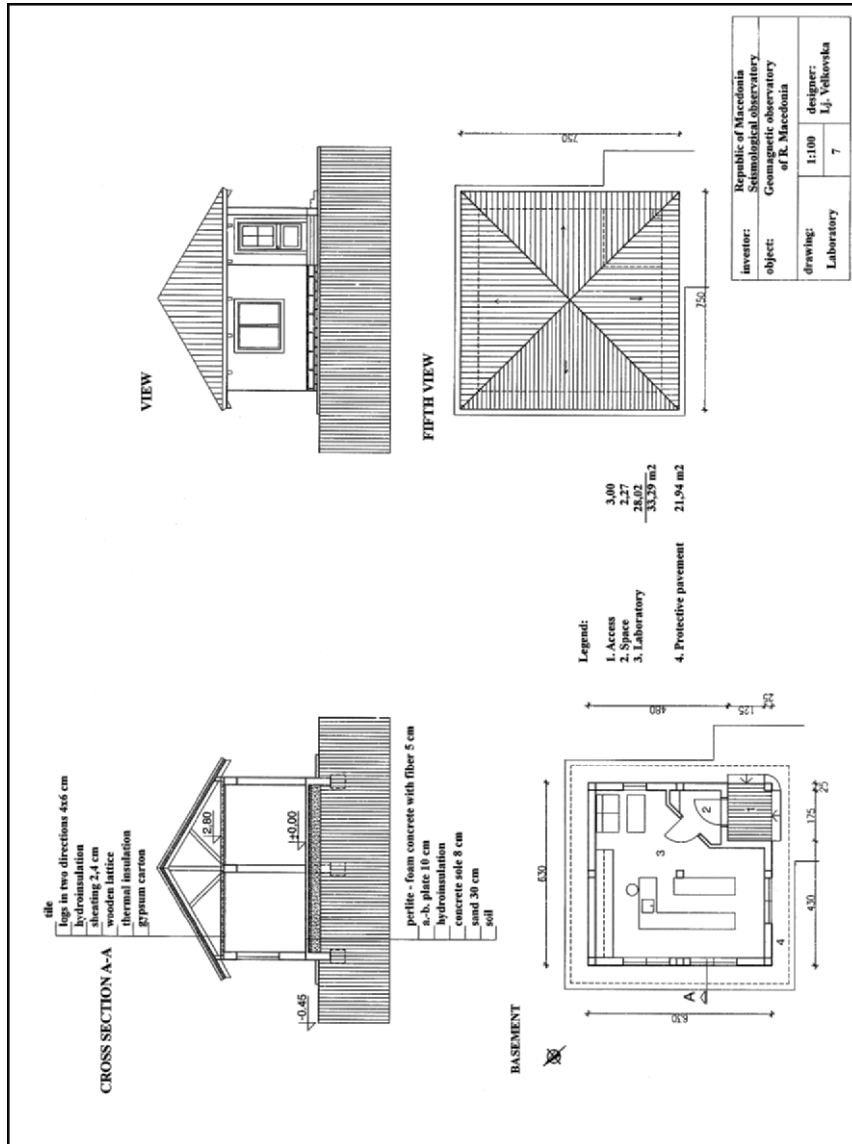 CROSS SECTION A-A
tile
logs in two directions 4x6 cm
hydroinsulation
sheating 2,4 cm
wooden lattice
thermal insulation
gypsum carton
2,80
±0,00
-0.45
perlite - foam concrete with fiber 5 cm
a.-b. plate 10 cm
hydroinsulation
concrete sole 8 cm
sand 30 cm
soil
VIEW
BASEMENT
630
630
A
1
2
3
4
430
175
25
480
125
Legend:
1. Access 3,00
2. Space 2,27
3. Laboratory 28,02
33,29 m2
4. Protective pavement 21,94 m2
FIFTH VIEW
750
750
investor: Republic of Macedonia
Seismological observatory
object: Geomagnetic observatory
of R. Macedonia
drawing: 1:100 designer:
Laboratory 7 Lj. Velkovska